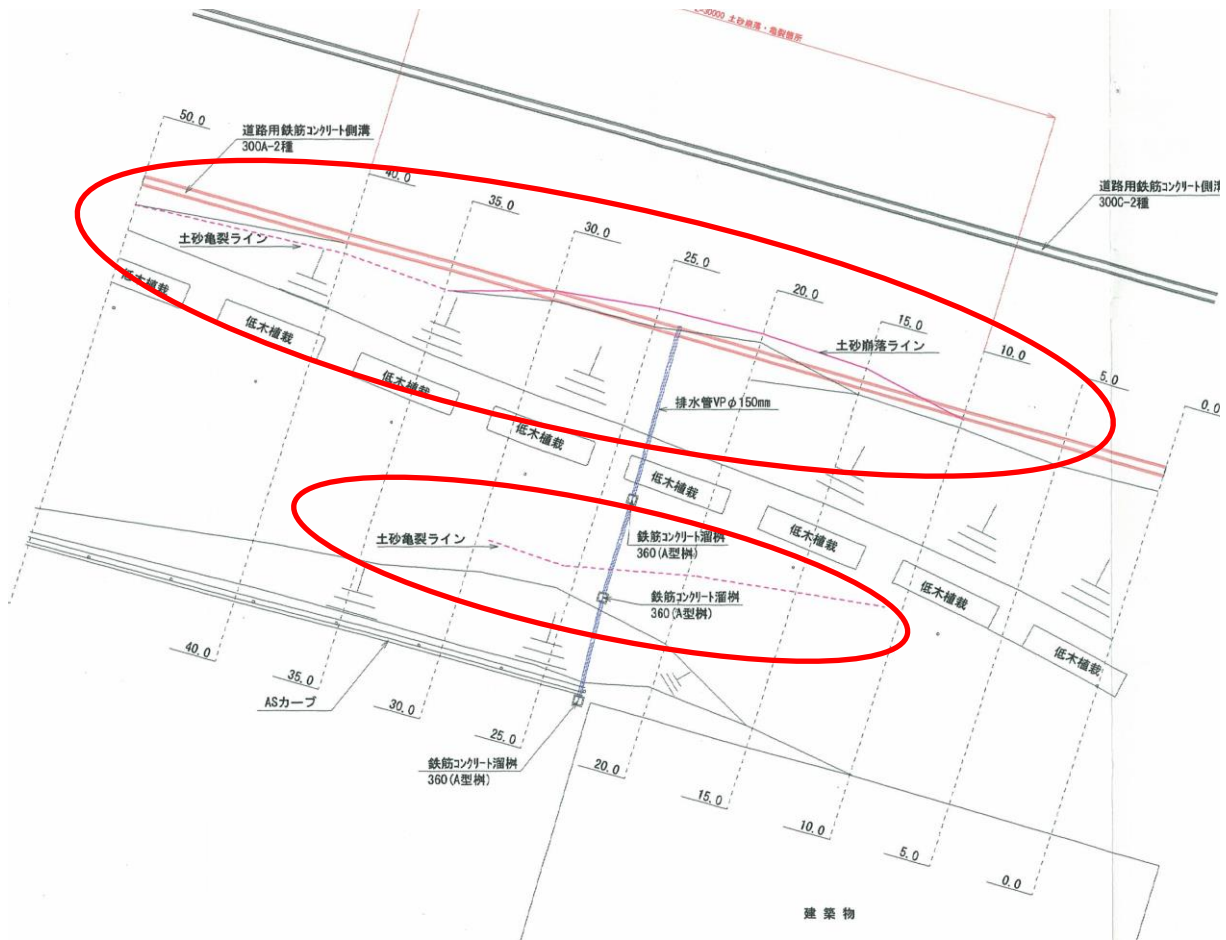 30000 土砂崩落・亀裂箇所
50.0
道路用鉄筋コンクリート側溝
300A-2種
40.0
35.0
30.0
25.0
20.0
15.0
10.0
5.0
0.0
道路用鉄筋コンクリート側溝
300C-2種
土砂亀裂ライン
土砂崩落ライン
排水管VPφ150mm
低木植栽
低木植栽
低木植栽
低木植栽
低木植栽
低木植栽
低木植栽
低木植栽
土砂亀裂ライン
鉄筋コンクリート溜桝
360(A型桝)
鉄筋コンクリート溜桝
360(A型桝)
ASカーブ
鉄筋コンクリート溜桝
360(A型桝)
40.0
35.0
30.0
25.0
20.0
15.0
10.0
5.0
0.0
建築物